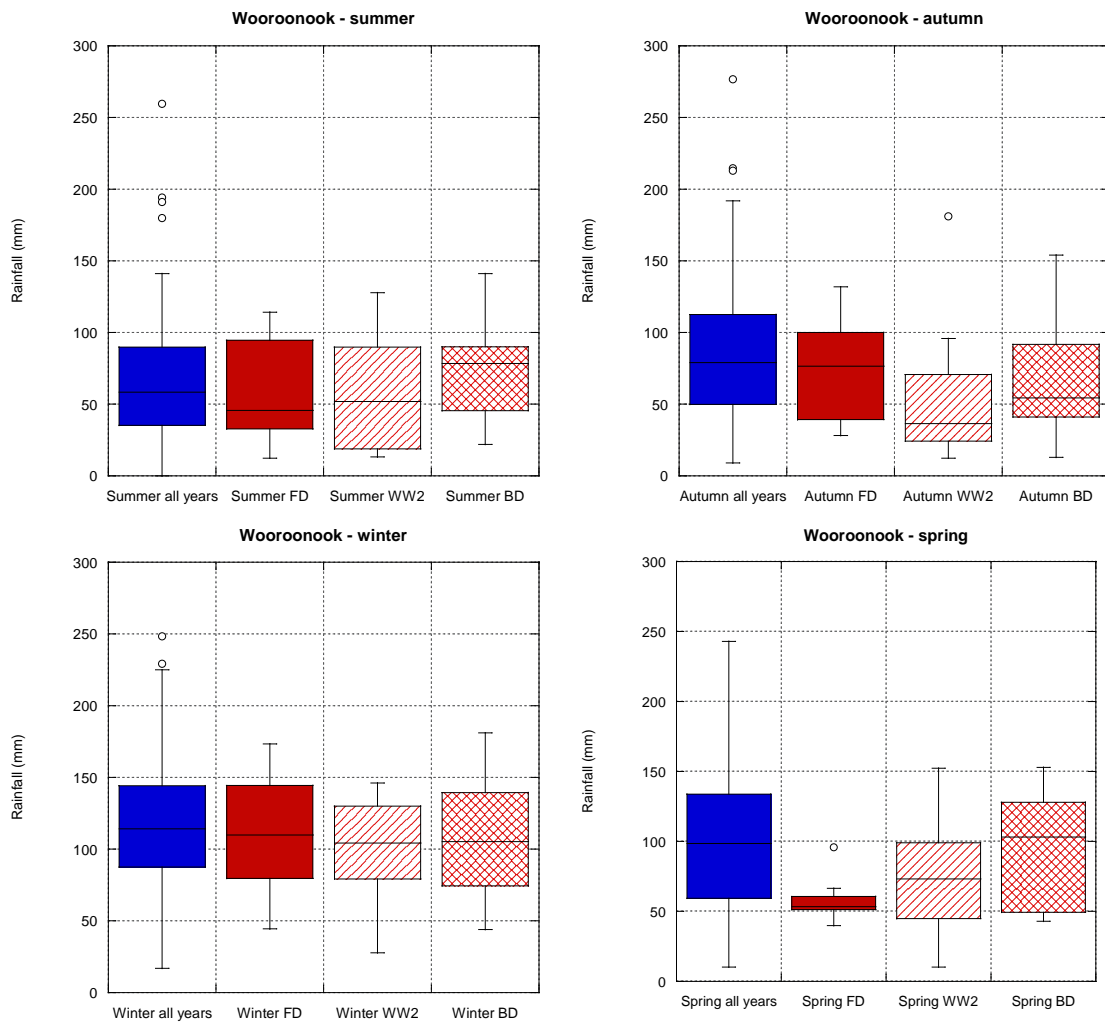 Wooroonook - summer
300
250
200
150
100
50
0
Rainfall (mm)
Summer all years Summer FD Summer WW2 Summer BD
Wooroonook - autumn
300
250
200
150
100
50
0
Rainfall (mm)
Autumn all years Autumn FD Autumn WW2 Autumn BD
Wooroonook - winter
300
250
200
150
100
50
0
Rainfall (mm)
Winter all years Winter FD Winter WW2 Winter BD
Wooroonook - spring
300
250
200
150
100
50
0
Rainfall (mm)
Spring all years Spring FD Spring WW2 Spring BD